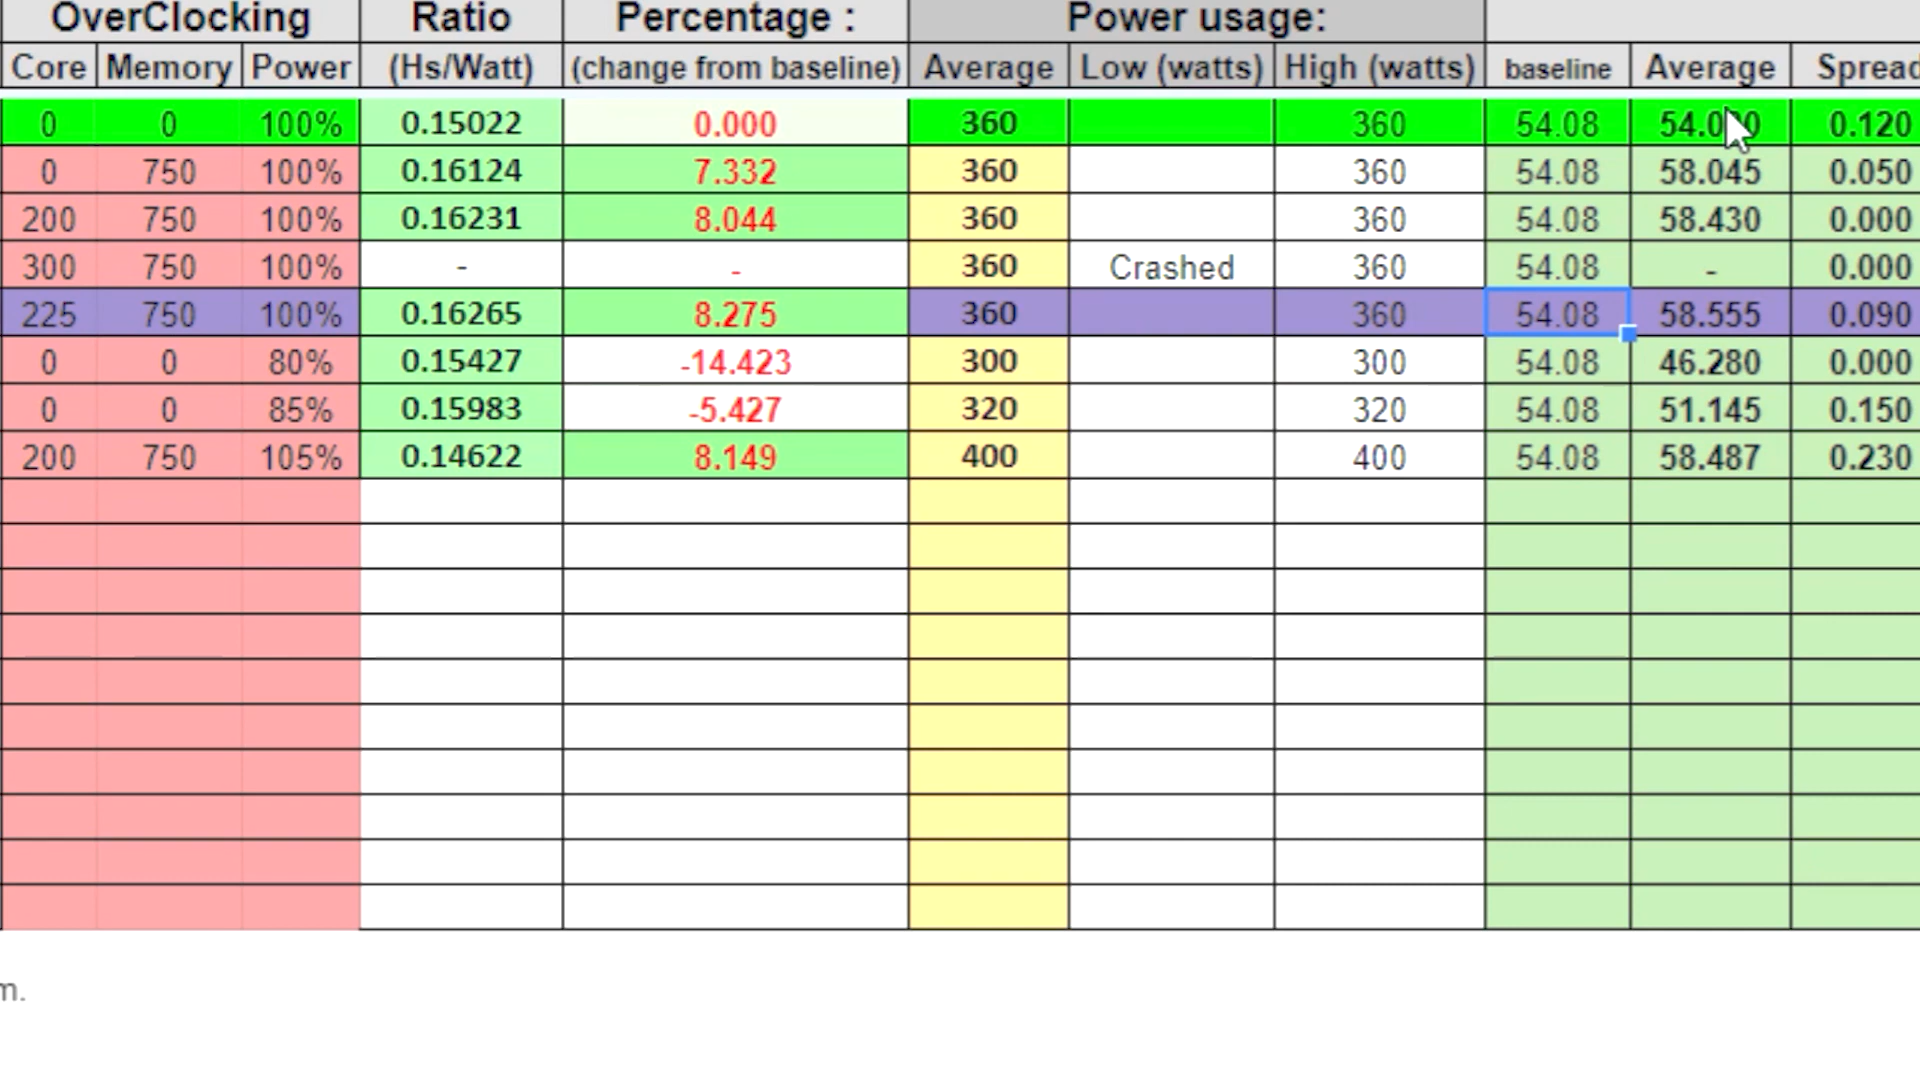 OverClocking Ratio Percentage : Power usage:
Core Memory Power (Hs/Watt) (change from baseline) Average Low (watts) High (watts) baseline Average Spread
0 0 100% 0.15022 0.000 360 360 54.08 0.120
0 750 100% 0.16124 7.332 360 360 54.08 58.045 0.050
200 750 100% 0.16231 8.044 360 360 54.08 58.430 0.000
300 750 100% - - 360 Crashed 360 54.08 - 0.000
225 750 100% 0.16265 8.275 360 360 54.08 58.555 0.090
0 0 80% 0.15427 -14.423 300 300 54.08 46.280 0.000
0 0 85% 0.15983 -5.427 320 320 54.08 51.145 0.150
200 750 105% 0.14622 8.149 400 400 54.08 58.487 0.230
m.